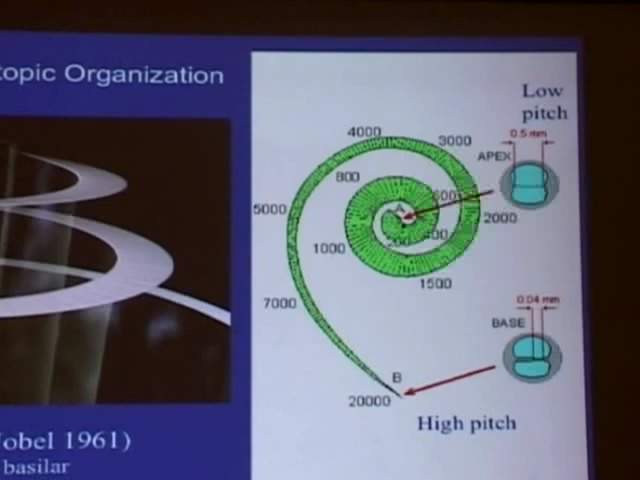 topic Organization
Low
pitch
0.5 mm
4000
3000
APEX
800
600
5000
A
2000
400
1000
1500
0.04 mm
7000
BASE
B
20000
High pitch
obel 1961)
basilar